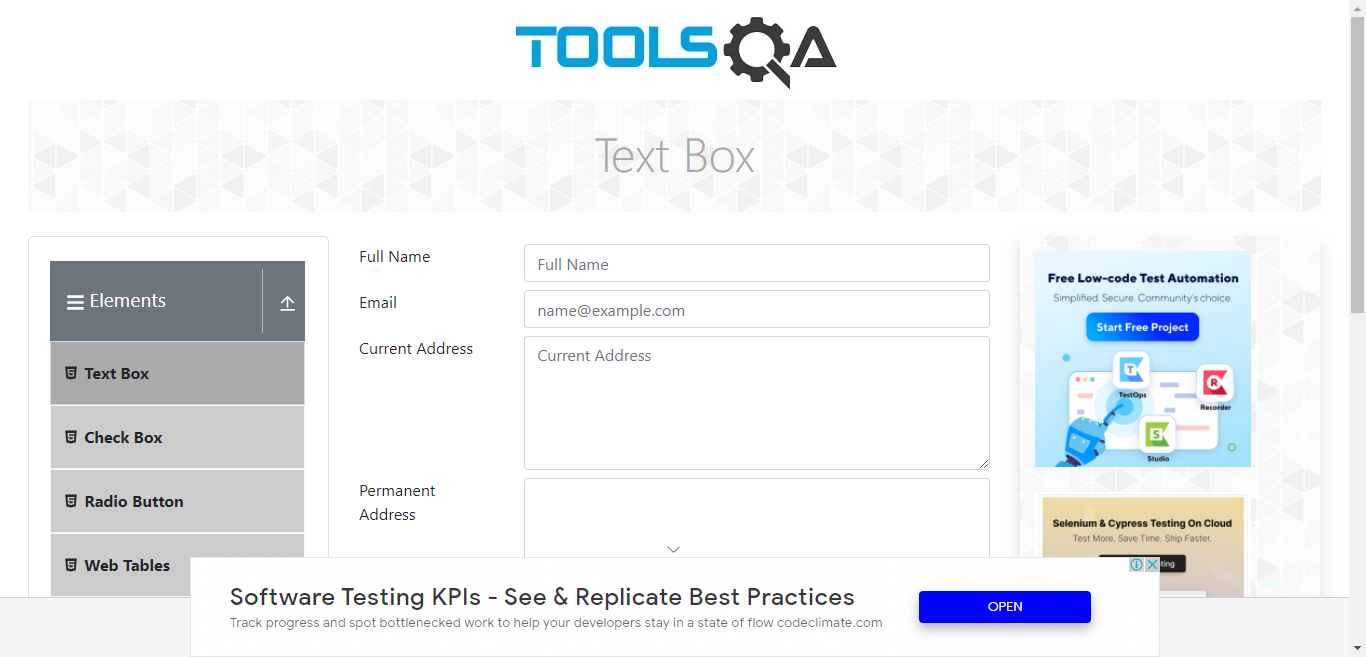 TOOLSQA
Text Box
Elements
Text Box
Check Box
Radio Button
Web Tables
Full Name
Full Name
Email
name@example.com
Current Address
Current Address
Permanent
Address
Free Low-code Test Automation
Simplified. Secure. Community's choice.
Start Free Project
TestOps
Recorder
Studio
Selenium & Cypress Testing On Cloud
Test More. Save Time. Ship Faster.
Software Testing KPIs - See & Replicate Best Practices
Track progress and spot bottlenecked work to help your developers stay in a state of flow codeclimate.com
OPEN